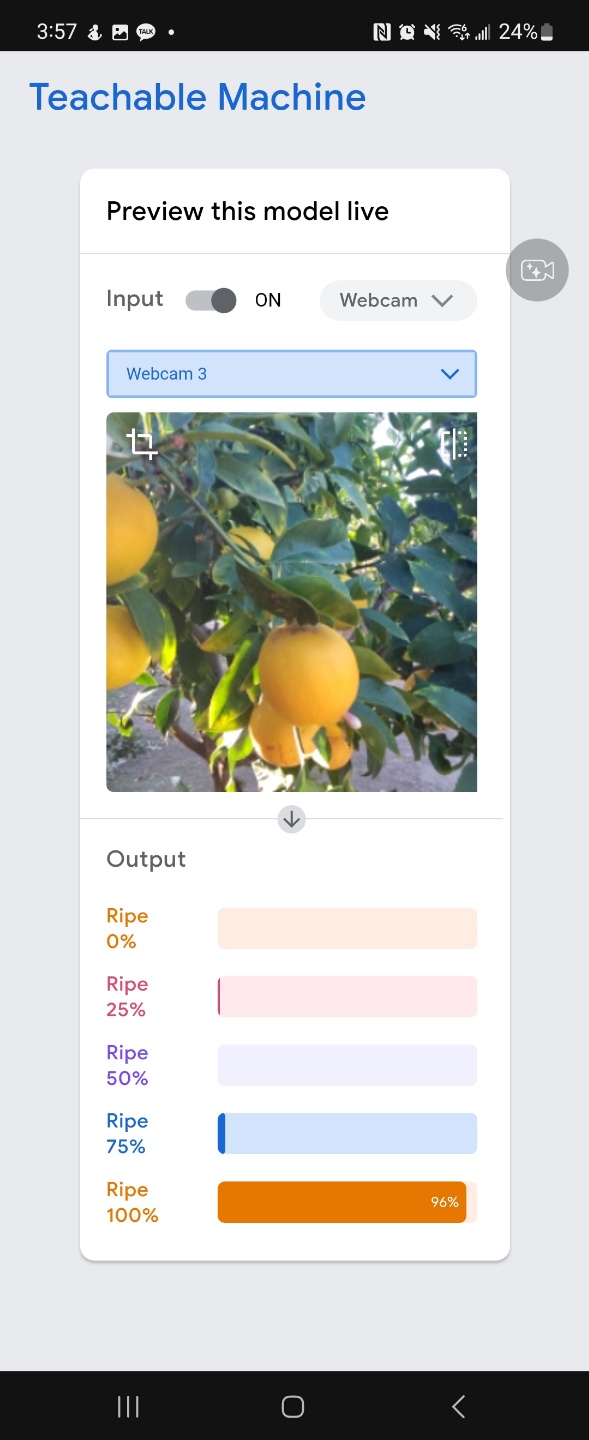 3:57
TALK
24%
Teachable Machine
Preview this model live
Input
ON
Webcam
Webcam 3
Output
Ripe
0%
Ripe
25%
Ripe
50%
Ripe
75%
Ripe
100%
96%